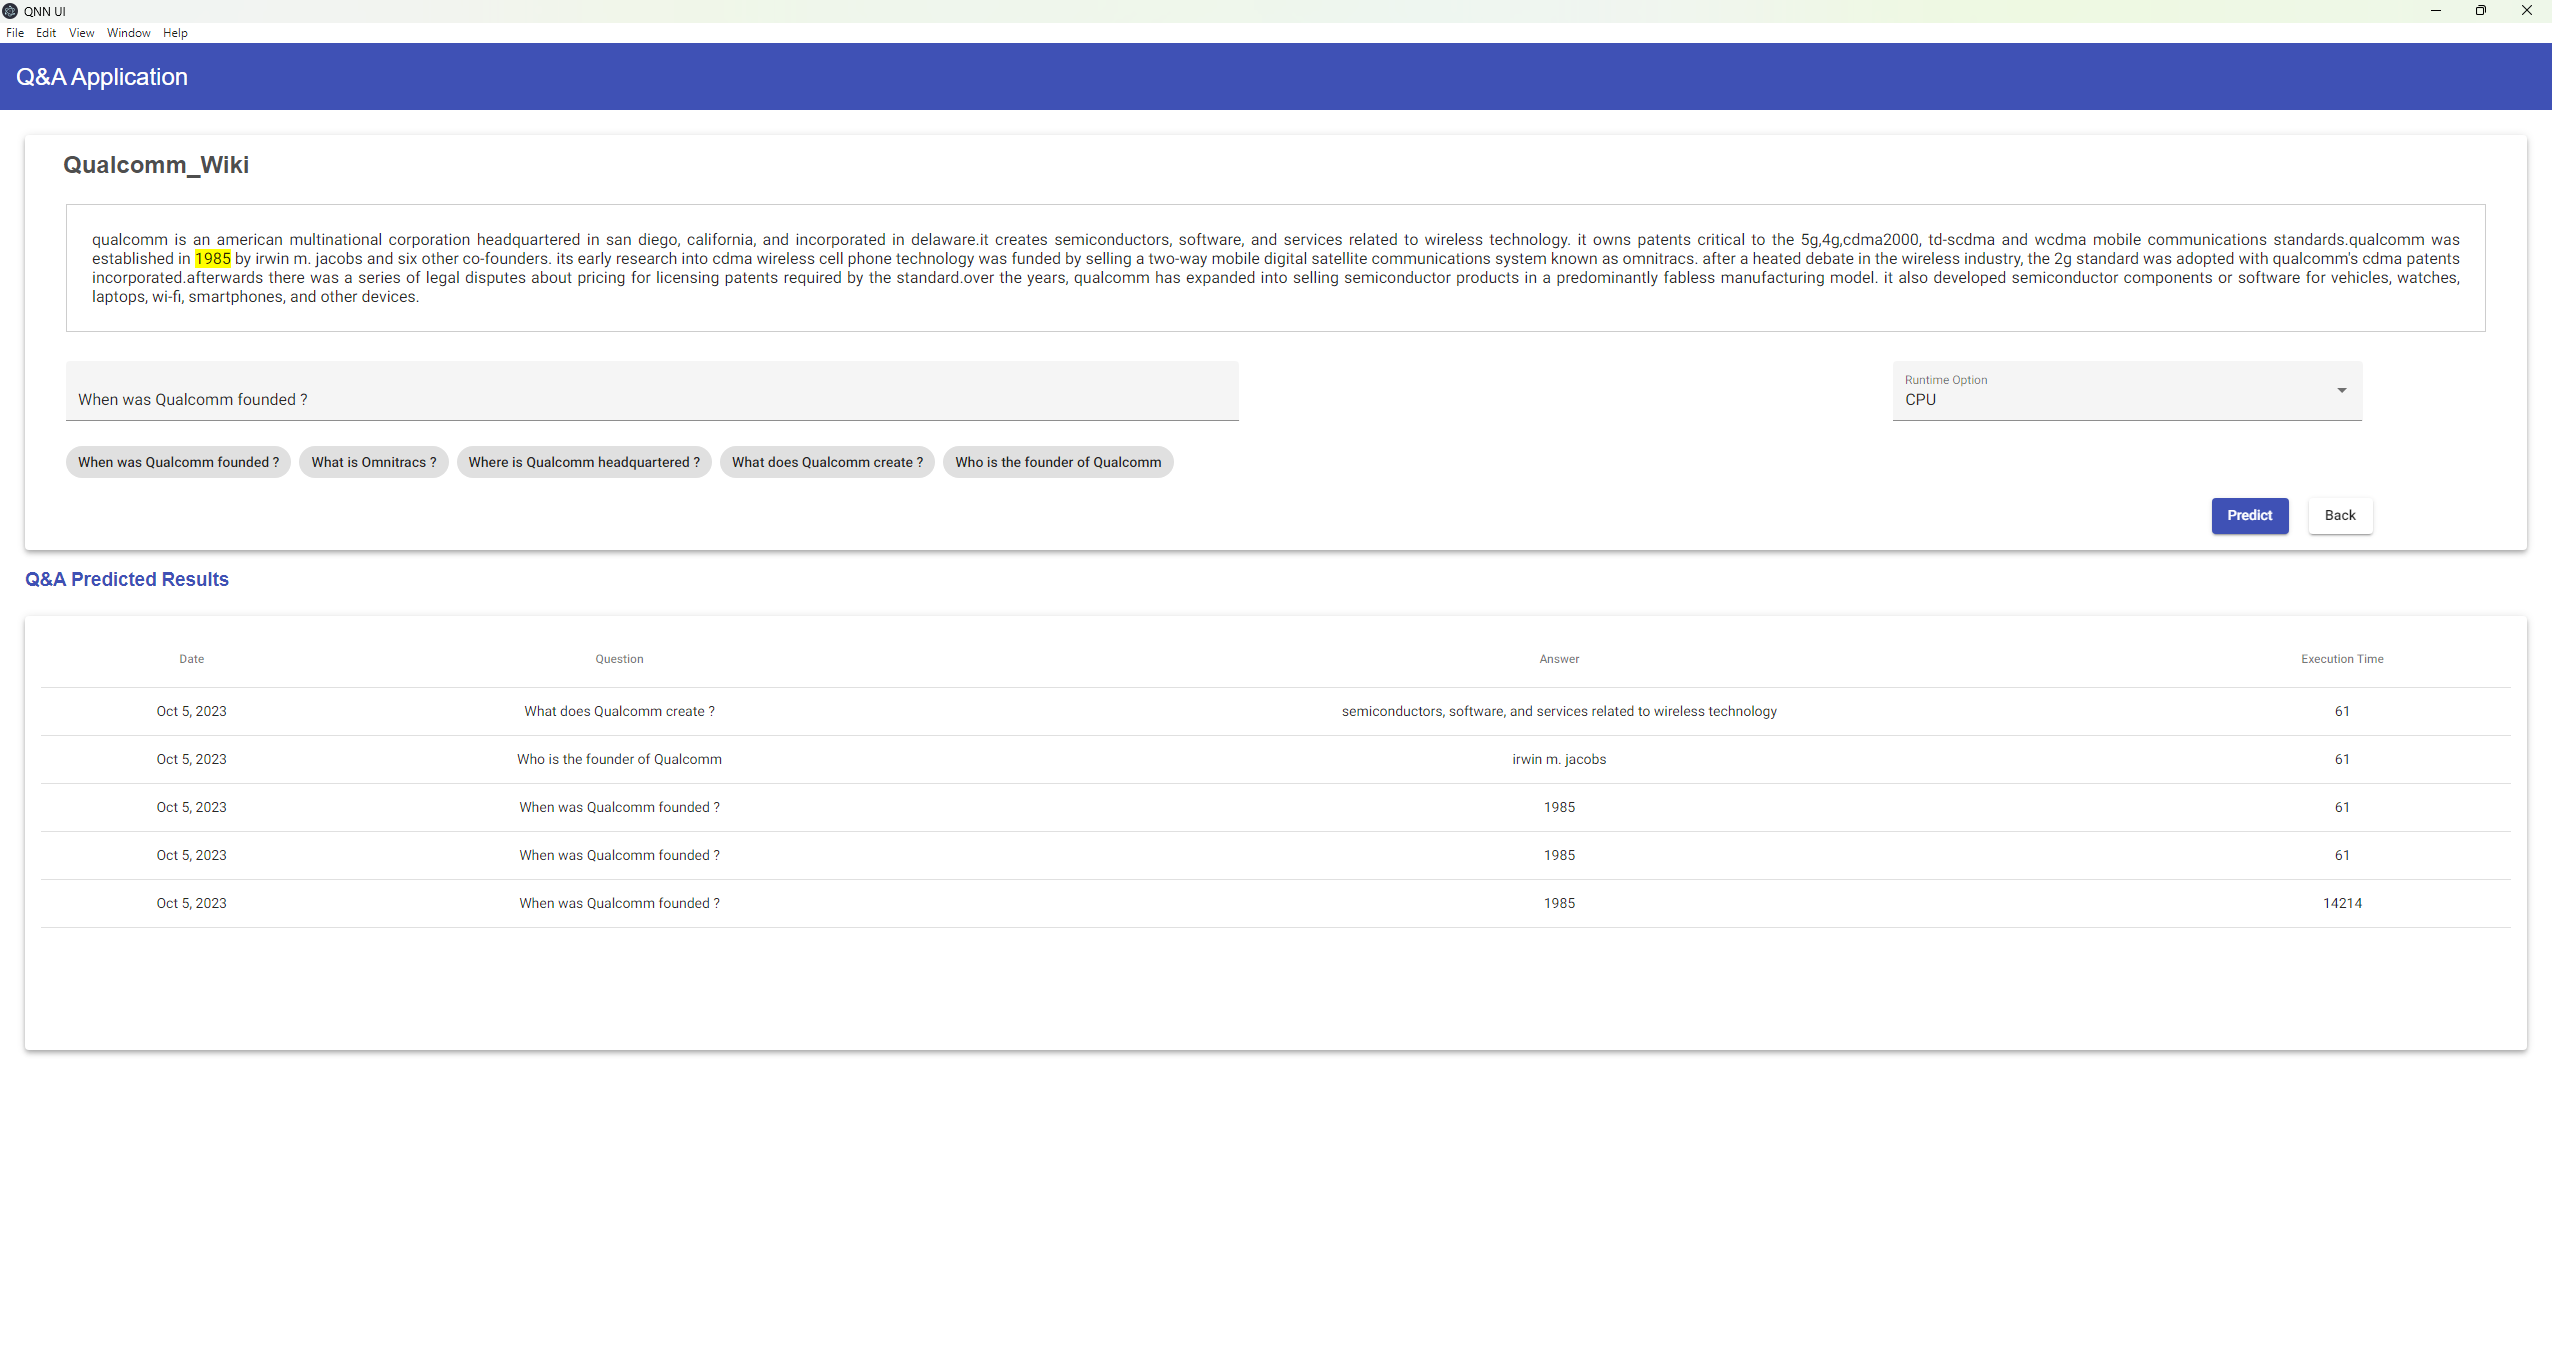 QNN UI
File Edit View Window Help
Q&A Application
Qualcomm_Wiki
qualcomm is an american multinational corporation headquartered in san diego, california, and incorporated in delaware.it creates semiconductors, software, and services related to wireless technology. it owns patents critical to the 5g,4g,cdma2000, td-scdma and wcdma mobile communications standards.qualcomm was
established in 1985 by irwin m. jacobs and six other co-founders. its early research into cdma wireless cell phone technology was funded by selling a two-way mobile digital satellite communications system known as omnitracs. after a heated debate in the wireless industry, the 2g standard was adopted with qualcomm's cdma patents
incorporated.afterwards there was a series of legal disputes about pricing for licensing patents required by the standard.over the years, qualcomm has expanded into selling semiconductor products in a predominantly fabless manufacturing model. it also developed semiconductor components or software for vehicles, watches,
laptops, wi-fi, smartphones, and other devices.
When was Qualcomm founded ?
Runtime Option
CPU
When was Qualcomm founded ? What is Omnitracs ? Where is Qualcomm headquartered ? What does Qualcomm create ? Who is the founder of Qualcomm
Predict Back
Q&A Predicted Results
Date Question Answer Execution Time
Oct 5, 2023 What does Qualcomm create ? semiconductors, software, and services related to wireless technology 61
Oct 5, 2023 Who is the founder of Qualcomm irwin m. jacobs 61
Oct 5, 2023 When was Qualcomm founded ? 1985 61
Oct 5, 2023 When was Qualcomm founded ? 1985 61
Oct 5, 2023 When was Qualcomm founded ? 1985 14214